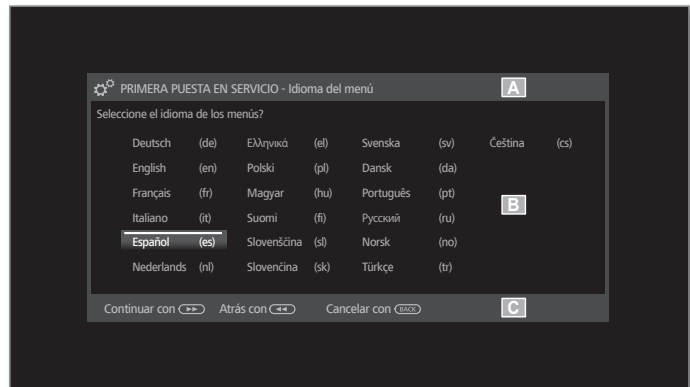 PRIMERA PUESTA EN SERVICIO - Idioma del menú A
Seleccione el idioma de los menús?
Deutsch (de) Ελληνικά (el) Svenska (sv) Čeština (cs)
English (en) Polski (pl) Dansk (da)
Français (fr) Magyar (hu) Português (pt)
B
Italiano (it) Suomi (fi) Русский (ru)
Español (es) Slovenščina (sl) Norsk (no)
Nederlands (nl) Slovenčina (sk) Türkçe (tr)
Continuar con Atrás con Cancelar con BACK C